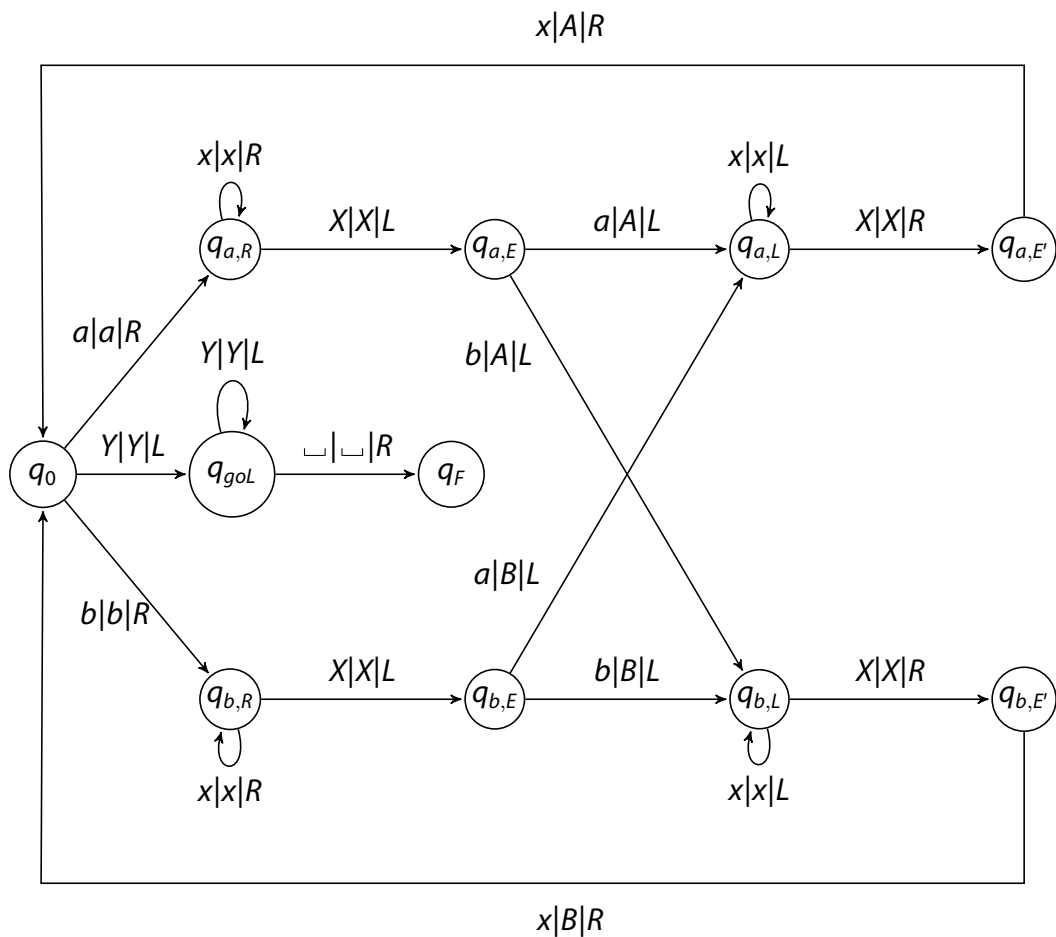 x|A|R
x|x|R
x|x|L
q_{a,R}
X|X|L
q_{a,E}
a|A|L
q_{a,L}
X|X|R
q_{a,E'}
a|a|R
Y|Y|L
b|A|L
q_0
Y|Y|L
q_{goL}
␣|␣|R
q_F
a|B|L
b|b|R
q_{b,R}
X|X|L
q_{b,E}
b|B|L
q_{b,L}
X|X|R
q_{b,E'}
x|x|R
x|x|L
x|B|R